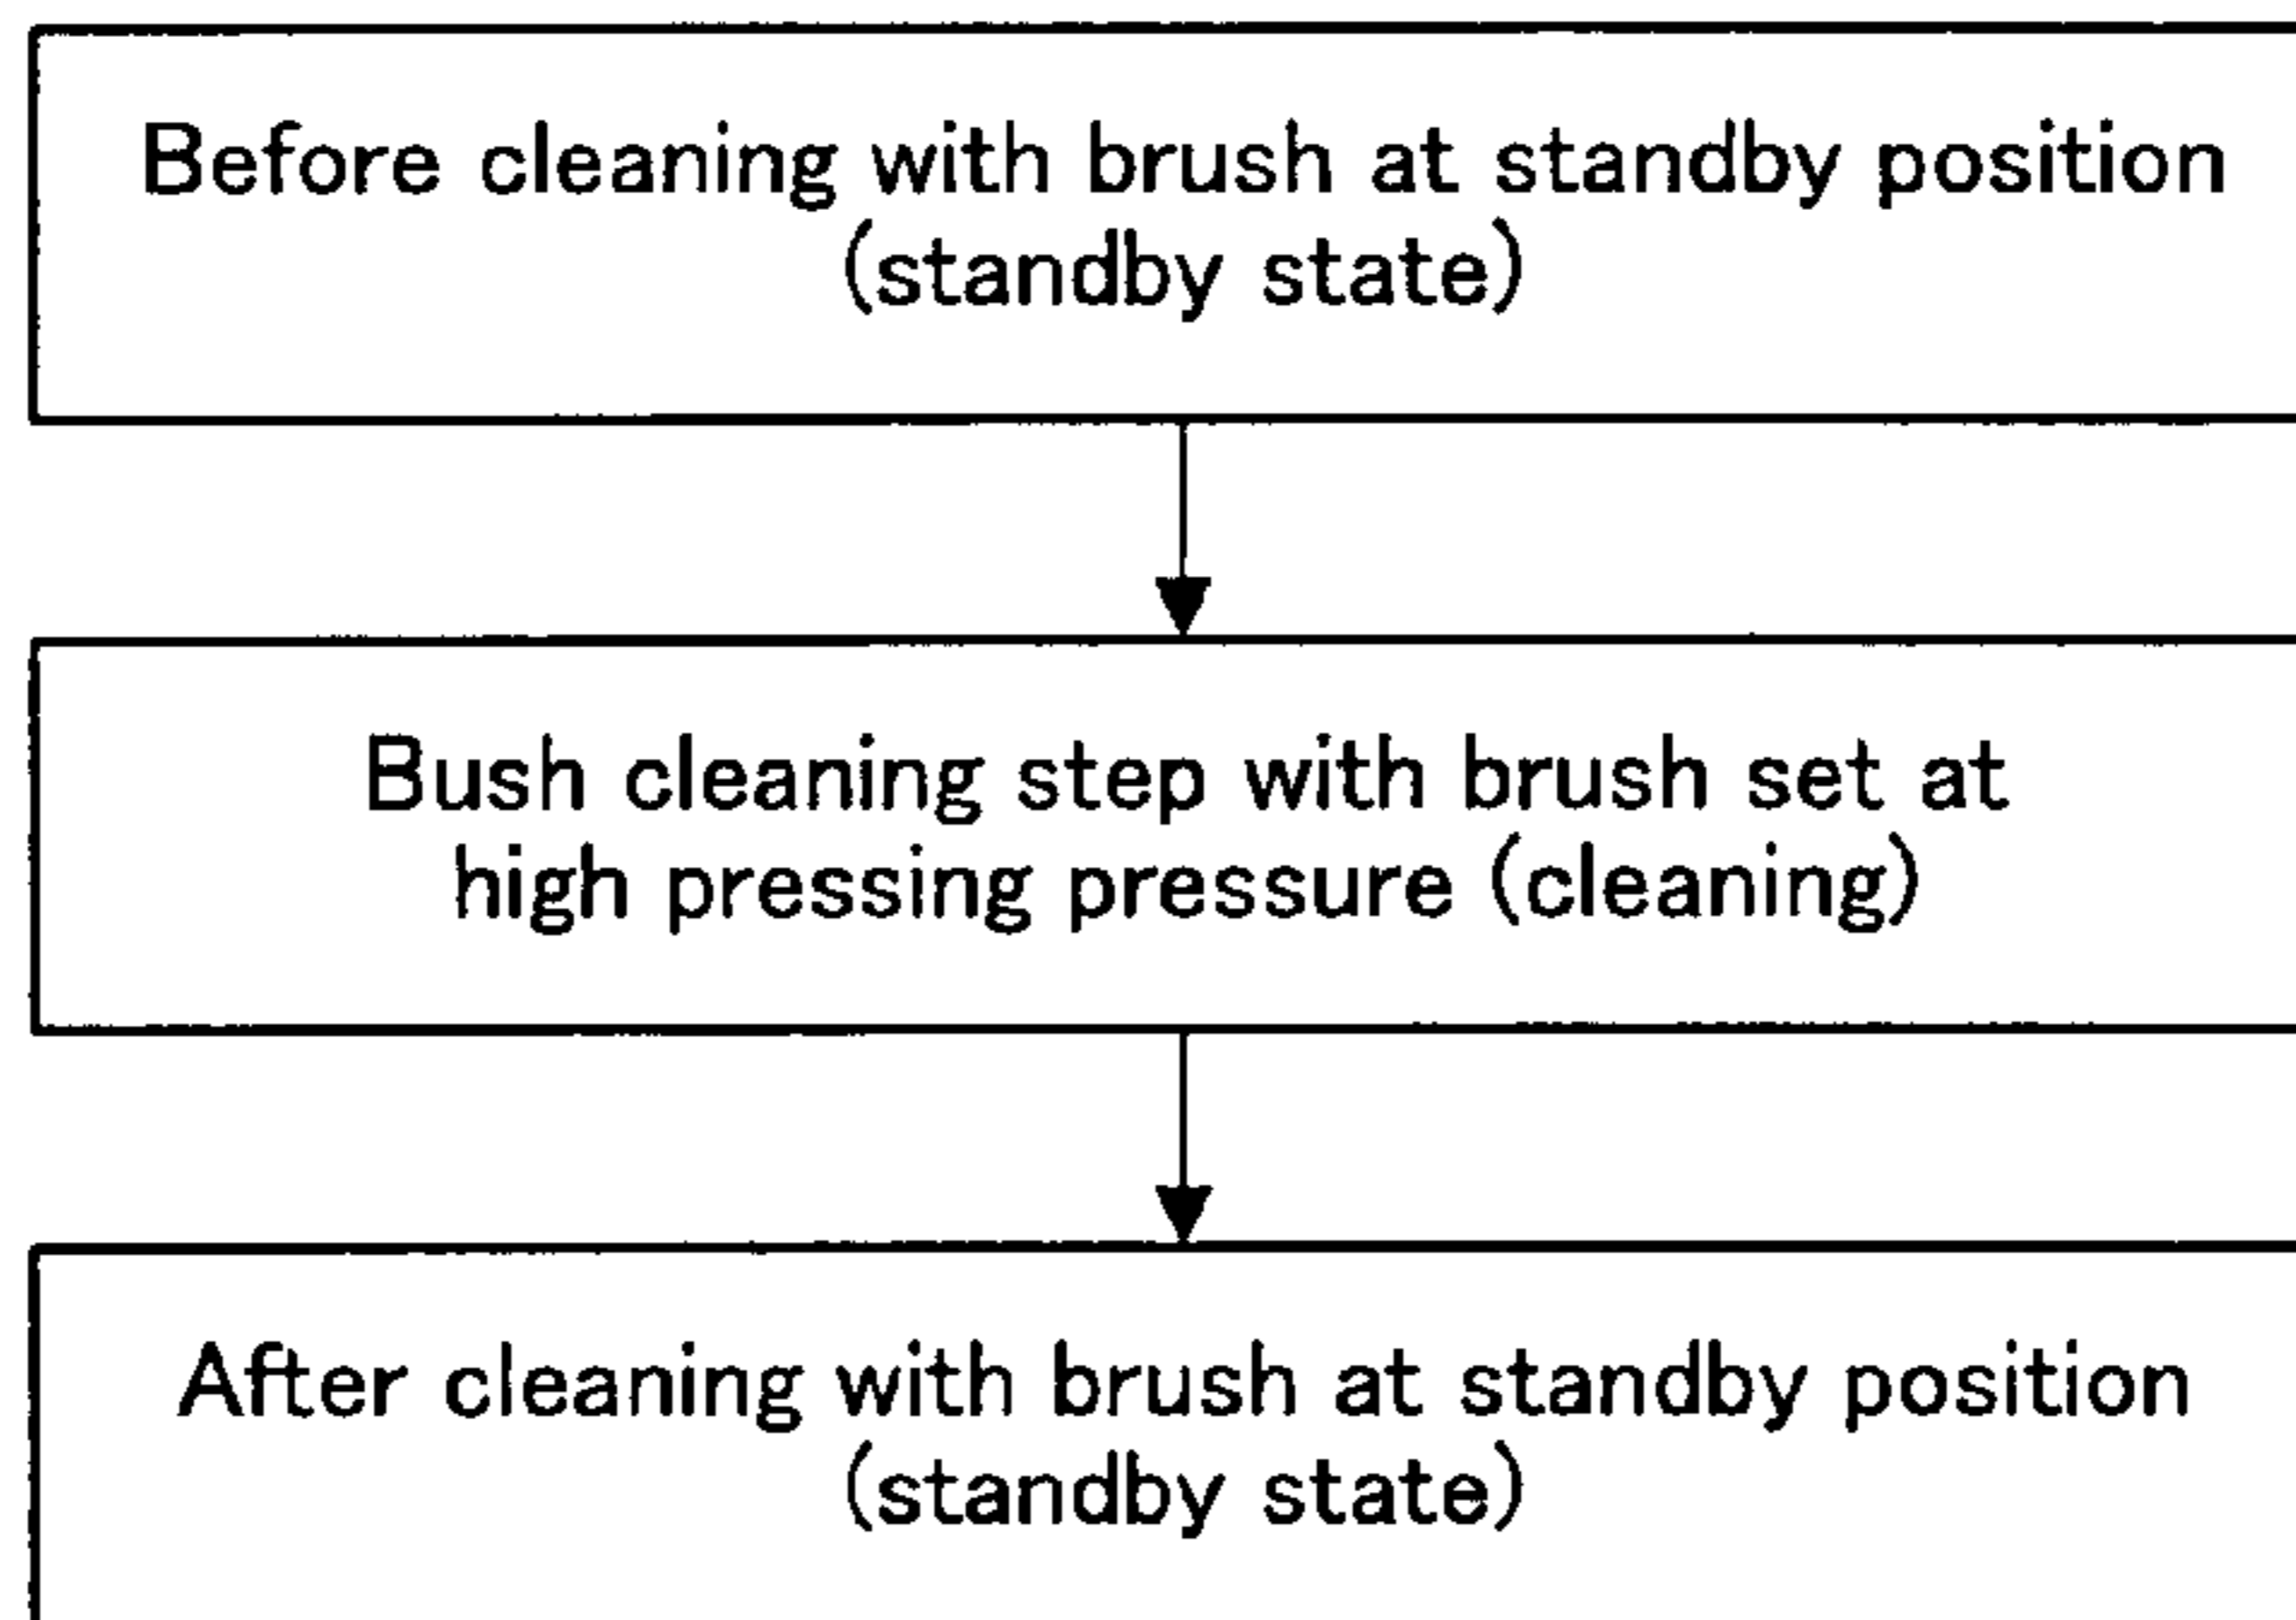 Before cleaning with brush at standby position
(standby state)
Bush cleaning step with brush set at
high pressing pressure (cleaning)
After cleaning with brush at standby position
(standby state)